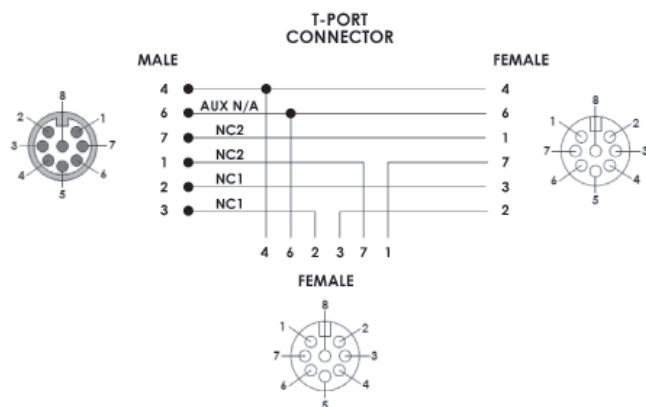 T-PORT
CONNECTOR
MALE
FEMALE
4 4
6 AUX N/A 6
7 NC2 1
1 NC2 7
2 NC1 3
3 NC1 2
8
2 1
3 7
4 6
5
8
1 2
7 3
6 4
5
4 6 2 3 7 1
FEMALE
8
1 2
7 3
6 4
5